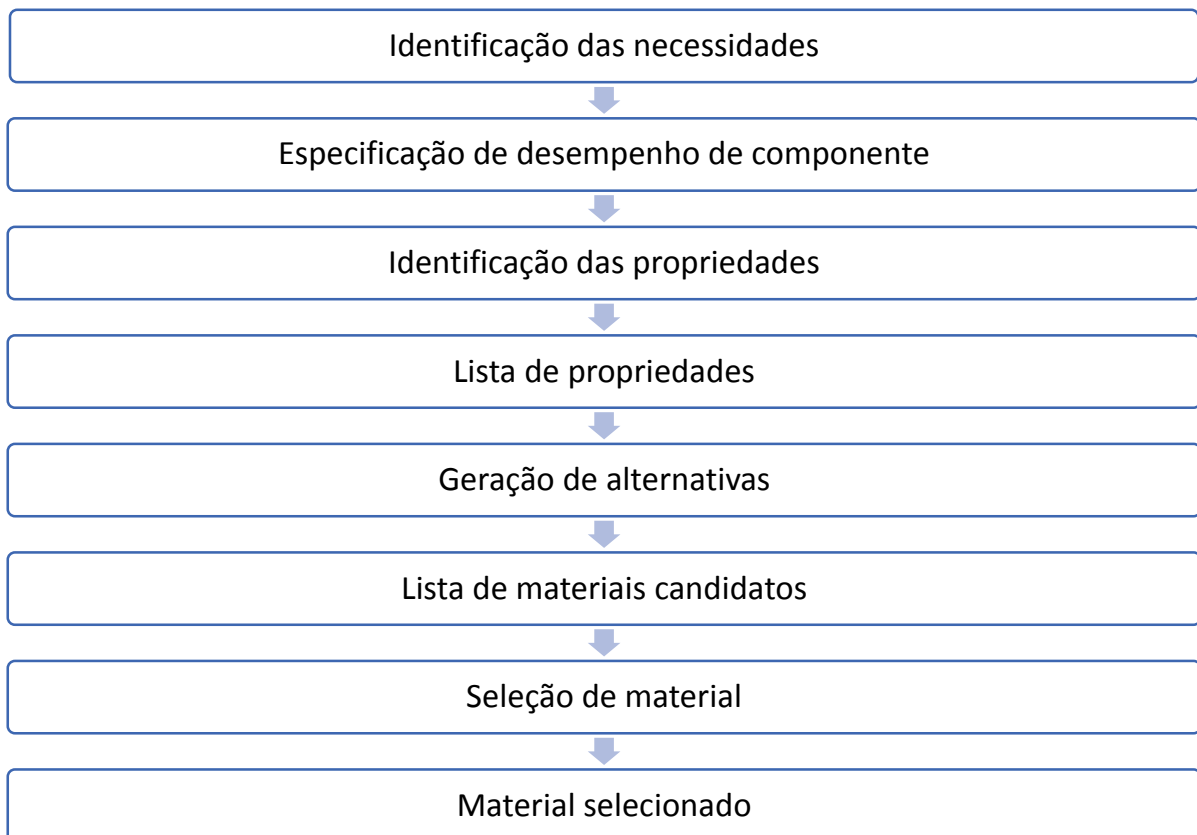 Identificação das necessidades
Especificação de desempenho de componente
Identificação das propriedades
Lista de propriedades
Geração de alternativas
Lista de materiais candidatos
Seleção de material
Material selecionado